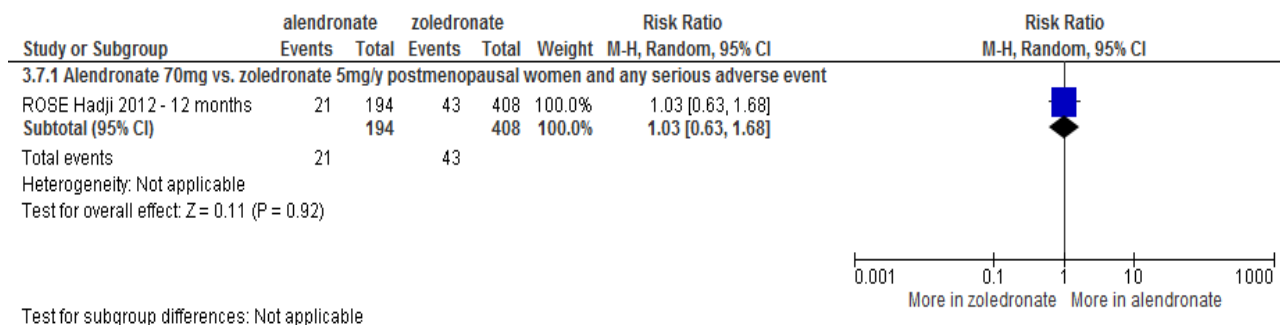 alendronate zoledronate Risk Ratio Risk Ratio
Study or Subgroup Events Total Events Total Weight M-H, Random, 95% CI M-H, Random, 95% CI
3.7.1 Alendronate 70mg vs. zoledronate 5mg/y postmenopausal women and any serious adverse event
ROSE Hadji 2012 - 12 months 21 194 43 408 100.0% 1.03 [0.63, 1.68]
Subtotal (95% CI) 194 408 100.0% 1.03 [0.63, 1.68]
Total events 21 43
Heterogeneity: Not applicable
Test for overall effect: Z = 0.11 (P = 0.92)
0.001 0.1 1 10 1000
More in zoledronate More in alendronate
Test for subgroup differences: Not applicable